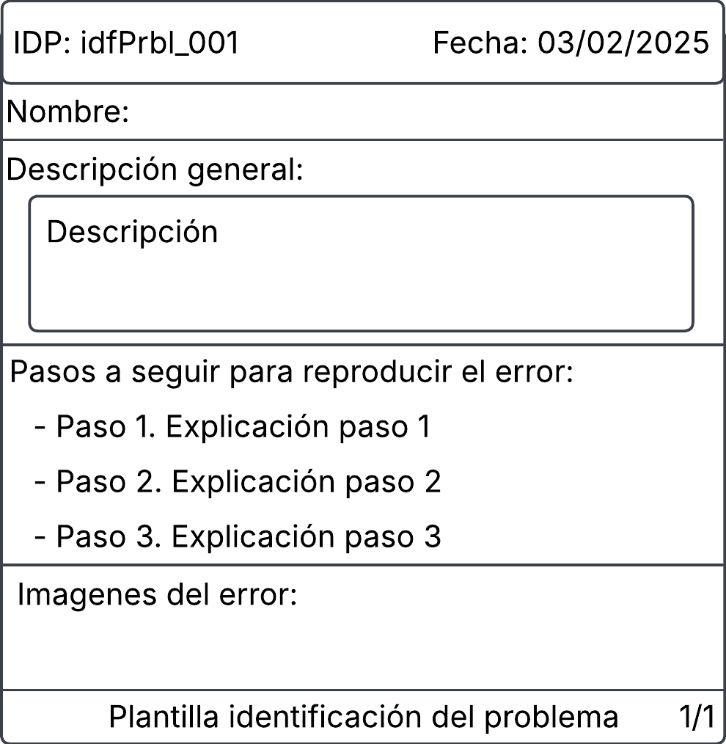 IDP: idfPrbl_001 Fecha: 03/02/2025
Nombre:
Descripción general:
Descripción
Pasos a seguir para reproducir el error:
- Paso 1. Explicación paso 1
- Paso 2. Explicación paso 2
- Paso 3. Explicación paso 3
Imagenes del error:
Plantilla identificación del problema 1/1